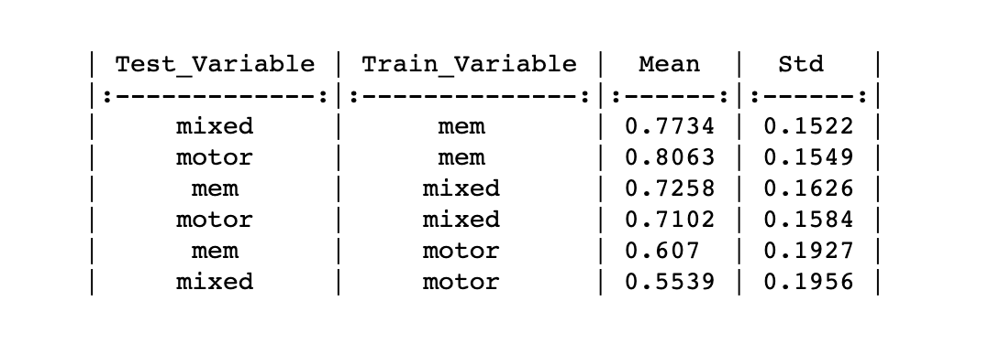 | Test_Variable | Train_Variable |  Mean  |  Std   |
|:-------------:|:--------------:|:------:|:------:|
|     mixed     |      mem       | 0.7734 | 0.1522 |
|     motor     |      mem       | 0.8063 | 0.1549 |
|      mem      |     mixed      | 0.7258 | 0.1626 |
|     motor     |     mixed      | 0.7102 | 0.1584 |
|      mem      |     motor      | 0.607  | 0.1927 |
|     mixed     |     motor      | 0.5539 | 0.1956 |